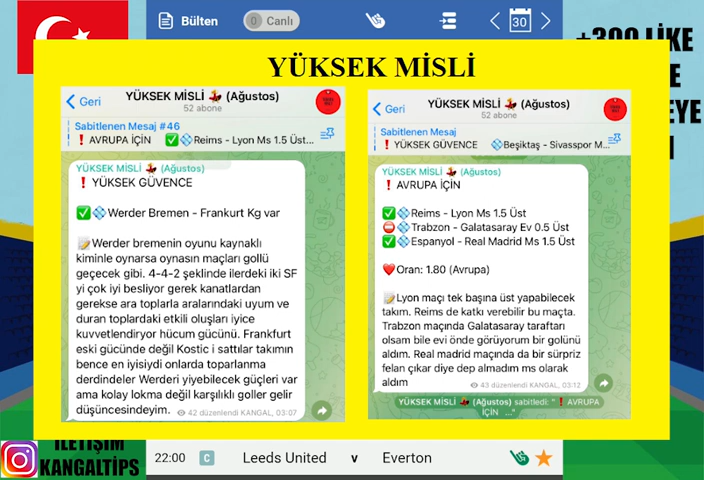 Bülten
0 Canlı
30
+300 LİKE
YÜKSEK MİSLİ
Geri
YÜKSEK MİSLİ 💃 (Ağustos)
52 abone
Sabitlenen Mesaj #46
❗ AVRUPA İÇİN ✅💠Reims - Lyon Ms 1.5 Üst...
YÜKSEK MİSLİ 💃 (Ağustos)
❗ YÜKSEK GÜVENCE
✅💠 Werder Bremen - Frankurt Kg var
📝Werder bremenin oyunu kaynaklı
kiminle oynarsa oynasın maçları gollü
geçecek gibi. 4-4-2 şeklinde ilerdeki iki SF
yi çok iyi besliyor gerek kanatlardan
gerekse ara toplarla aralarındaki uyum ve
duran toplardaki etkili oluşları iyice
kuvvetlendiryor hücum gücünü. Frankfurt
eski gücünde değil Kostic i sattılar takımın
bence en iyisiydi onlarda toparlanma
derdindeler Werderi yiyebilecek güçleri var
ama kolay lokma değil karşılıklı goller gelir
düşüncesindeyim.
42 düzenlendi KANGAL, 03:07
Geri
YÜKSEK MİSLİ 💃 (Ağustos)
52 abone
Sabitlenen Mesaj
❗ YÜKSEK GÜVENCE 💠Beşiktaş - Sivasspor M...
YÜKSEK MİSLİ 💃 (Ağustos)
❗ AVRUPA İÇİN
✅💠Reims - Lyon Ms 1.5 Üst
⛔💠Trabzon - Galatasaray Ev 0.5 Üst
✅💠Espanyol - Real Madrid Ms 1.5 Üst
❤️Oran: 1.80 (Avrupa)
📝Lyon maçı tek başına üst yapabilecek
takım. Reims de katkı verebilir bu maçta.
Trabzon maçında Galatasaray taraftarı
olsam bile evi önde görüyorum bir golünü
aldım. Real madrid maçında da bir sürpriz
felan çıkar diye dep almadım ms olarak
aldım
43 düzenlendi KANGAL, 03:12
YÜKSEK MİSLİ 💃 (Ağustos) sabitledi: "❗AVRUPA
İÇİN ..."
İLETİŞİM
KANGALTİPS
22:00 C Leeds United v Everton